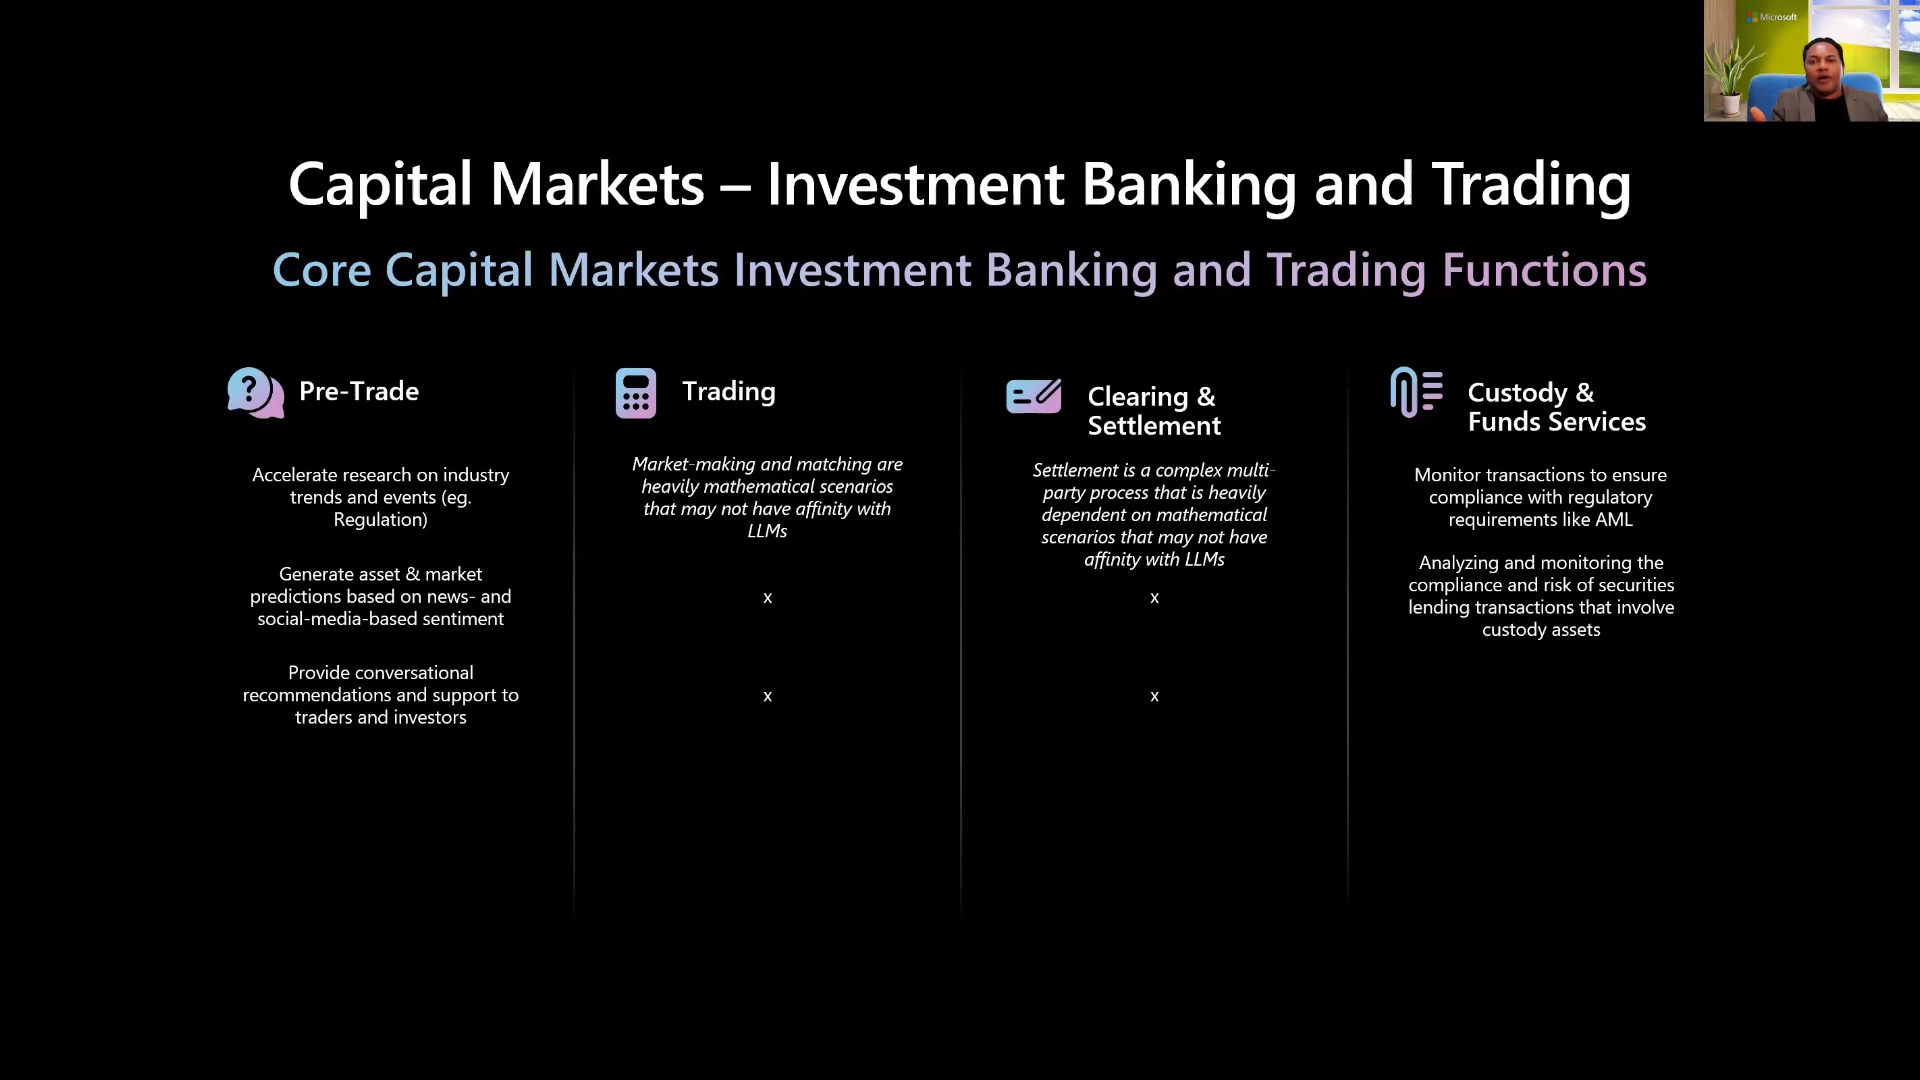 Microsoft
Capital Markets – Investment Banking and Trading
Core Capital Markets Investment Banking and Trading Functions
Pre-Trade
Accelerate research on industry
trends and events (eg.
Regulation)
Generate asset & market
predictions based on news- and
social-media-based sentiment
Provide conversational
recommendations and support to
traders and investors
Trading
Market-making and matching are
heavily mathematical scenarios
that may not have affinity with
LLMs
x
x
Clearing &
Settlement
Settlement is a complex multi-
party process that is heavily
dependent on mathematical
scenarios that may not have
affinity with LLMs
x
x
Custody &
Funds Services
Monitor transactions to ensure
compliance with regulatory
requirements like AML
Analyzing and monitoring the
compliance and risk of securities
lending transactions that involve
custody assets